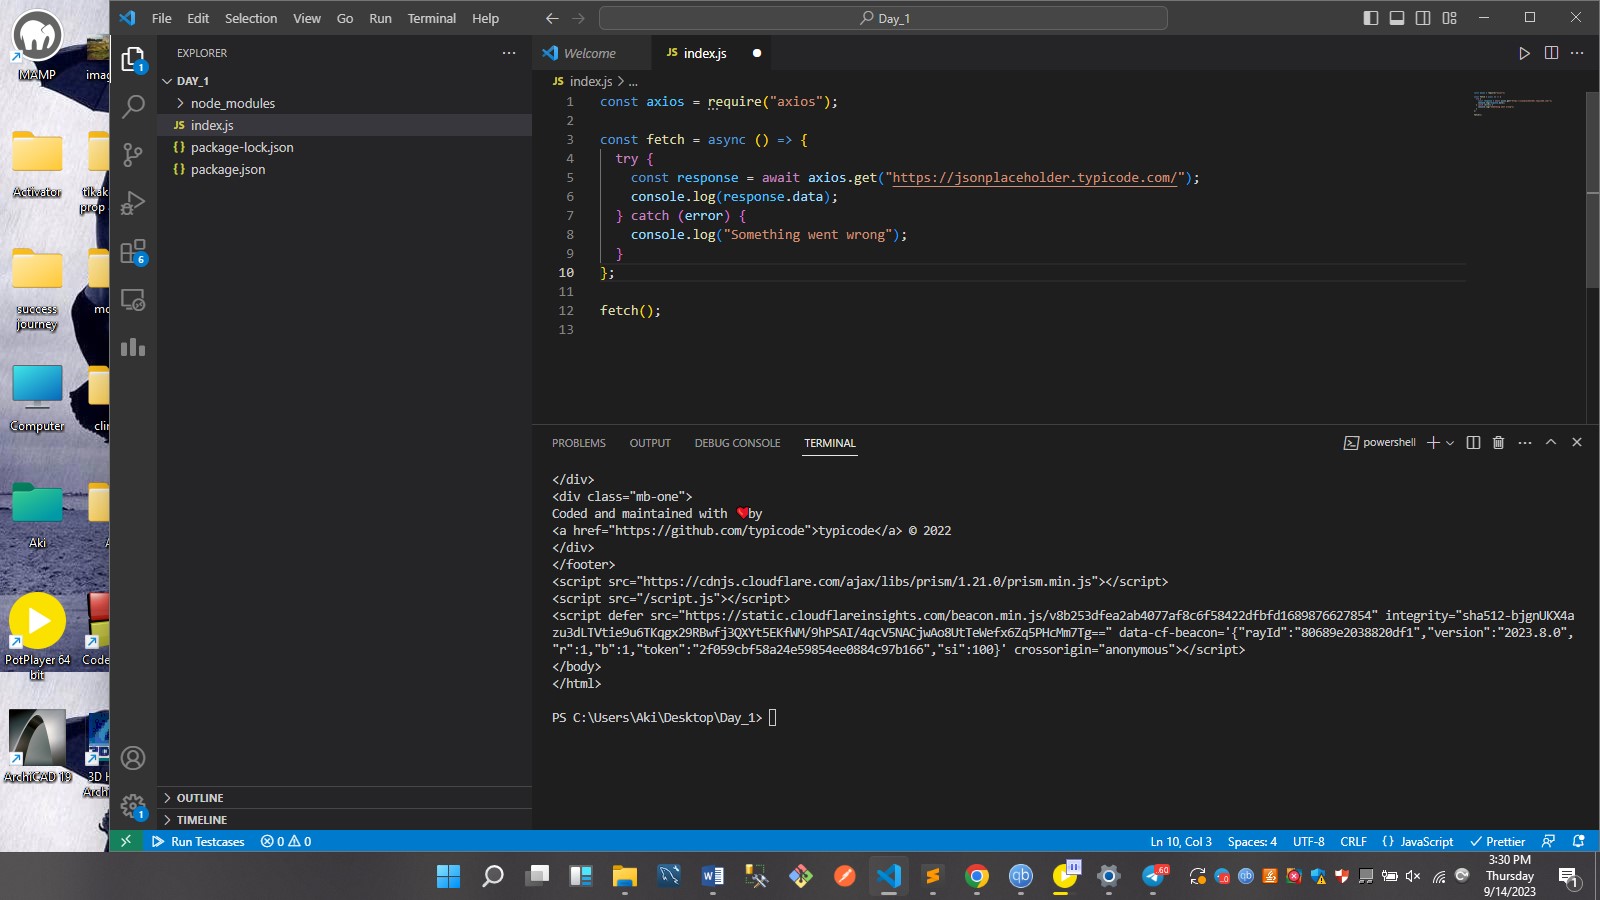 File Edit Selection View Go Run Terminal Help
Day_1
MAMP
imag
EXPLORER
Welcome
JS index.js
DAY_1
node_modules
JS index.js
{} package-lock.json
{} package.json
JS index.js > ...
1 const axios = require("axios");
2
3 const fetch = async () => {
4 try {
5 const response = await axios.get("https://jsonplaceholder.typicode.com/");
6 console.log(response.data);
7 } catch (error) {
8 console.log("Something went wrong");
9 }
10 };
11
12 fetch();
13
Activator
tikak
prop
success
journey
mo
Computer
clin
Aki
PotPlayer 64
bit
Code
ArchiCAD 19
3D H
Archi
1
6
1
PROBLEMS OUTPUT DEBUG CONSOLE TERMINAL
powershell
</div>
<div class="mb-one">
Coded and maintained with ❤️by
<a href="https://github.com/typicode">typicode</a> © 2022
</div>
</footer>
<script src="https://cdnjs.cloudflare.com/ajax/libs/prism/1.21.0/prism.min.js"></script>
<script src="/script.js"></script>
<script defer src="https://static.cloudflareinsights.com/beacon.min.js/v8b253dfea2ab4077af8c6f58422dfbfd1689876627854" integrity="sha512-bjgnUKX4a
zu3dLTVtie9u6TKqgx29RBwfj3QXYt5EKfWM/9hPSAI/4qcV5NACjwAo8UtTeWefx6Zq5PHcMm7Tg==" data-cf-beacon='{"rayId":"80689e2038820df1","version":"2023.8.0",
"r":1,"b":1,"token":"2f059cbf58a24e59854ee0884c97b166","si":100}' crossorigin="anonymous"></script>
</body>
</html>
PS C:\Users\Aki\Desktop\Day_1>
OUTLINE
TIMELINE
Run Testcases 0 0
Ln 10, Col 3 Spaces: 4 UTF-8 CRLF {} JavaScript Prettier
3:30 PM
Thursday
9/14/2023